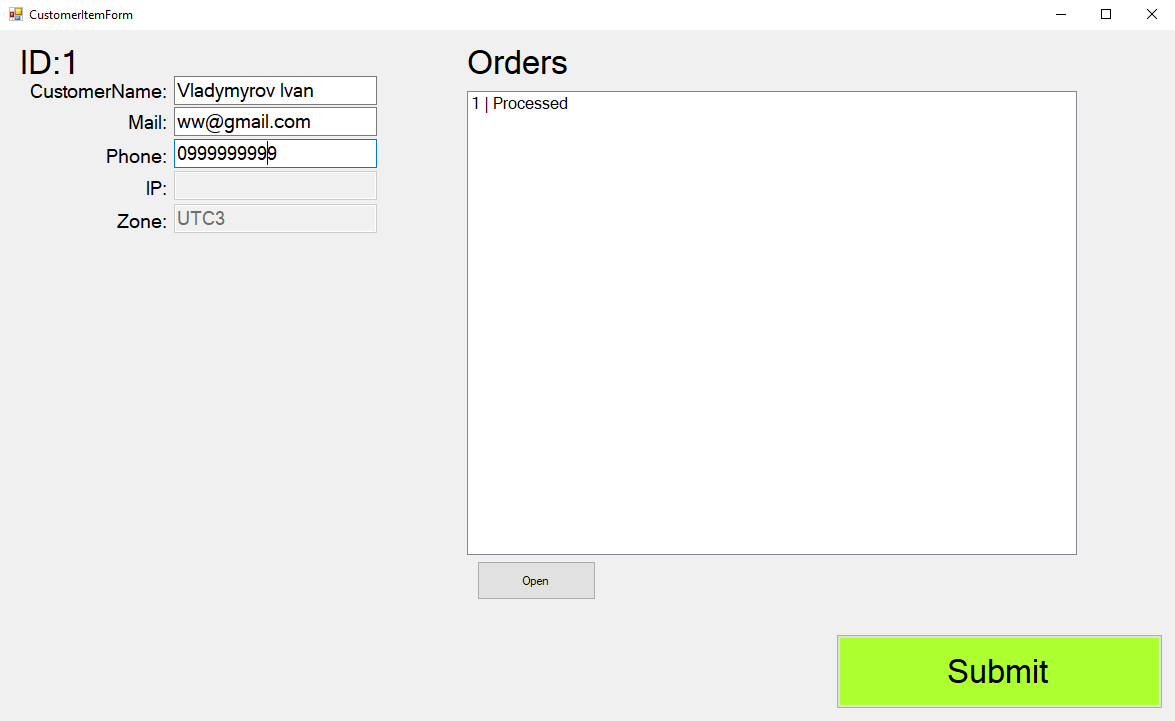 CustomerItemForm
ID:1
CustomerName: Vladymyrov Ivan
Mail: ww@gmail.com
Phone: 0999999999
IP:
Zone: UTC3
Orders
1 | Processed
Open
Submit